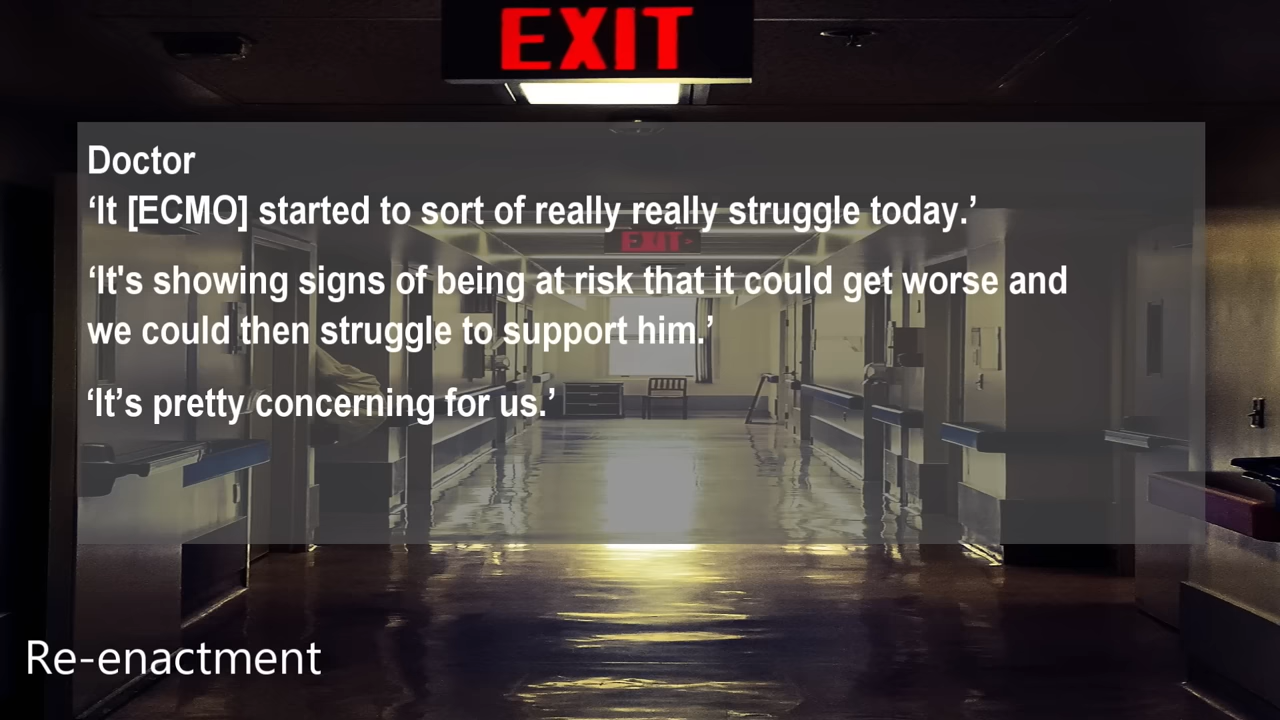 EXIT
Doctor
‘It [ECMO] started to sort of really really struggle today.’
EXIT>
‘It's showing signs of being at risk that it could get worse and
we could then struggle to support him.’
‘It’s pretty concerning for us.’
Re-enactment